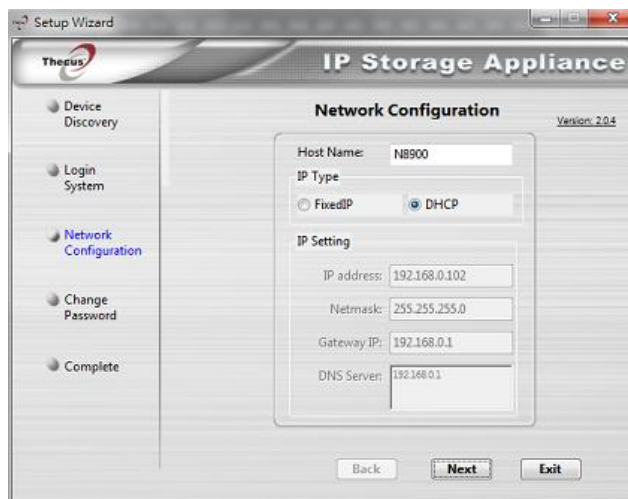 Setup Wizard
Thecus
IP Storage Appliance
Device
Discovery
Login
System
Network
Configuration
Change
Password
Complete
Network Configuration
Version: 2.0.4
Host Name: N8900
IP Type
FixedIP
DHCP
IP Setting
IP address: 192.168.0.102
Netmask: 255.255.255.0
Gateway IP: 192.168.0.1
DNS Server: 192.168.0.1
Back
Next
Exit